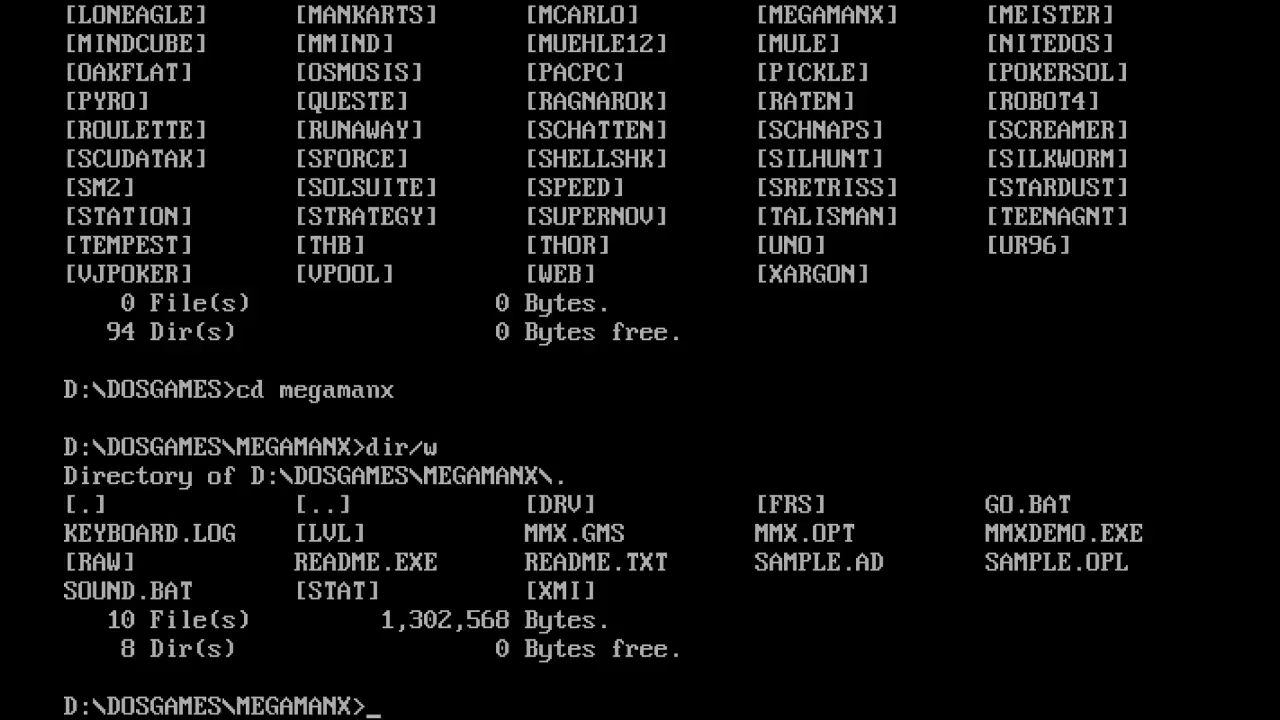 [LONEAGLE] [MANKARTS] [MCARLO] [MEGAMANX] [MEISTER]
[MINDCUBE] [MMIND] [MUEHLE12] [MULE] [NITEDOS]
[OAKFLAT] [OSMOSIS] [PACPC] [PICKLE] [POKERSOL]
[PYRO] [QUESTE] [RAGNAROK] [RATEN] [ROBOT4]
[ROULETTE] [RUNAWAY] [SCHATTEN] [SCHNAPS] [SCREAMER]
[SCUDATAK] [SFORCE] [SHELLSHK] [SILHUNT] [SILKWORM]
[SM2] [SOLSUITE] [SPEED] [SRETRISS] [STARDUST]
[STATION] [STRATEGY] [SUPERNOV] [TALISMAN] [TEENAGNT]
[TEMPEST] [THB] [THOR] [UNO] [UR96]
[VJPOKER] [VPOOL] [WEB] [XARGON]
0 File(s) 0 Bytes.
94 Dir(s) 0 Bytes free.
D:\DOSGAMES>cd megamanx
D:\DOSGAMES\MEGAMANX>dir/w
Directory of D:\DOSGAMES\MEGAMANX\.
[.] [..] [DRV] [FRS] GO.BAT
KEYBOARD.LOG [LVL] MMX.GMS MMX.OPT MMXDEMO.EXE
[RAW] README.EXE README.TXT SAMPLE.AD SAMPLE.OPL
SOUND.BAT [STAT] [XMI]
10 File(s) 1,302,568 Bytes.
8 Dir(s) 0 Bytes free.
D:\DOSGAMES\MEGAMANX>_